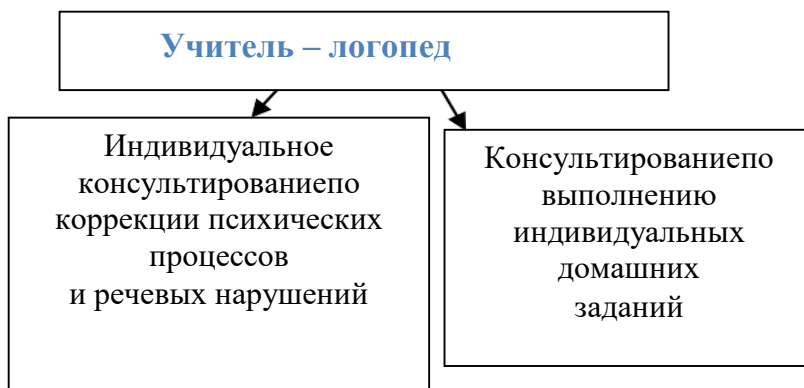 Учитель – логопед
Индивидуальное
консультированиепо
коррекции психических
процессов
и речевых нарушений
Консультированиепо
выполнению
индивидуальных
домашних
заданий